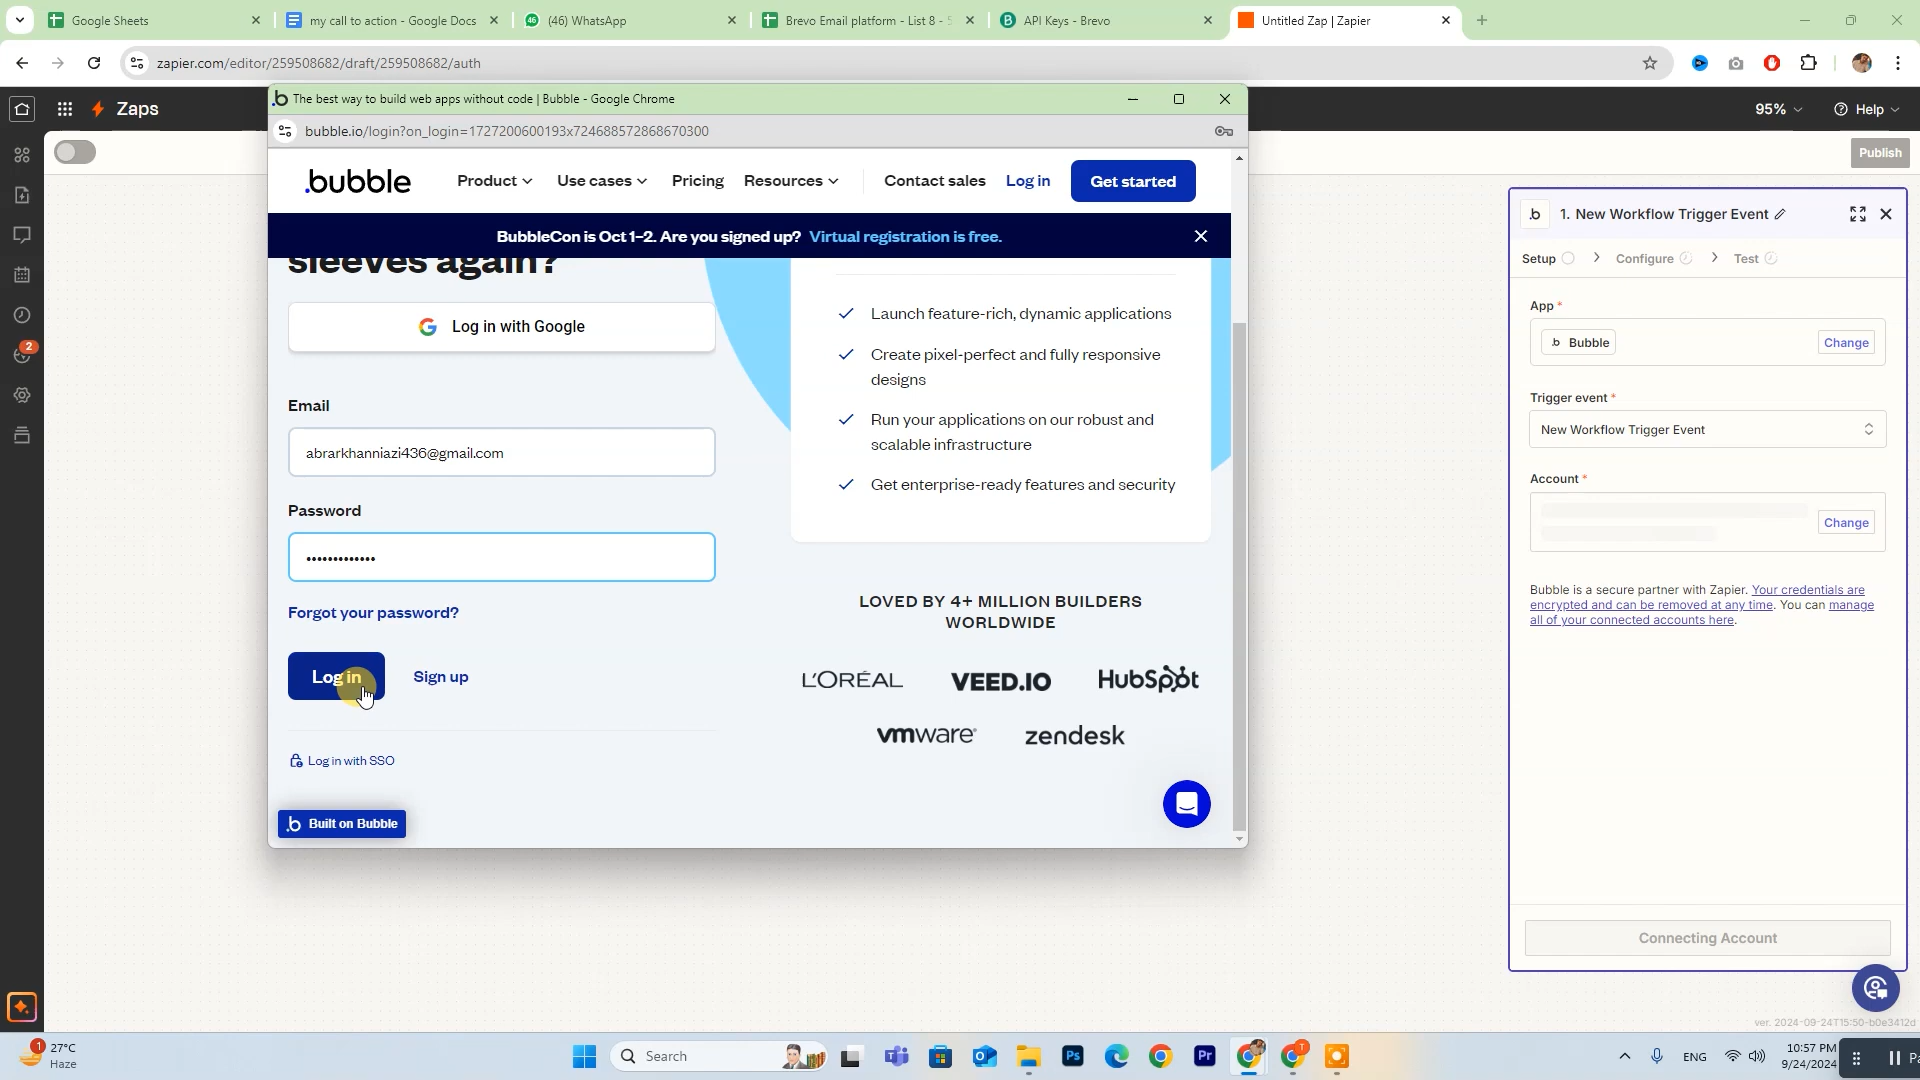 Google Sheets
my call to action - Google Docs
(46) WhatsApp
Brevo Email platform - List 8 - 5
API Keys - Brevo
Untitled Zap | Zapier
zapier.com/editor/259508682/draft/259508682/auth
Zaps
95%
Help
Publish
The best way to build web apps without code | Bubble - Google Chrome
bubble.io/login?on_login=1727200600193x724688572868670300
.bubble
Product
Use cases
Pricing
Resources
Contact sales
Log in
Get started
BubbleCon is Oct 1–2. Are you signed up? Virtual registration is free.
sleeves again?
Log in with Google
Email
abrarkhanniazi436@gmail.com
Password
•••••••••••••
Forgot your password?
Log in
Sign up
Log in with SSO
Built on Bubble
Launch feature-rich, dynamic applications
Create pixel-perfect and fully responsive
designs
Run your applications on our robust and
scalable infrastructure
Get enterprise-ready features and security
LOVED BY 4+ MILLION BUILDERS
WORLDWIDE
L'ORÉAL
VEED.IO
HubSpot
vmware
zendesk
1. New Workflow Trigger Event
Setup
Configure
Test
App *
Bubble
Change
Trigger event *
New Workflow Trigger Event
Account *
Change
Bubble is a secure partner with Zapier. Your credentials are
encrypted and can be removed at any time. You can manage
all of your connected accounts here.
Connecting Account
ver. 2024-09-24T15:50-b0e3412d
2
1
27°C
Haze
Search
ENG
10:57 PM
9/24/2024